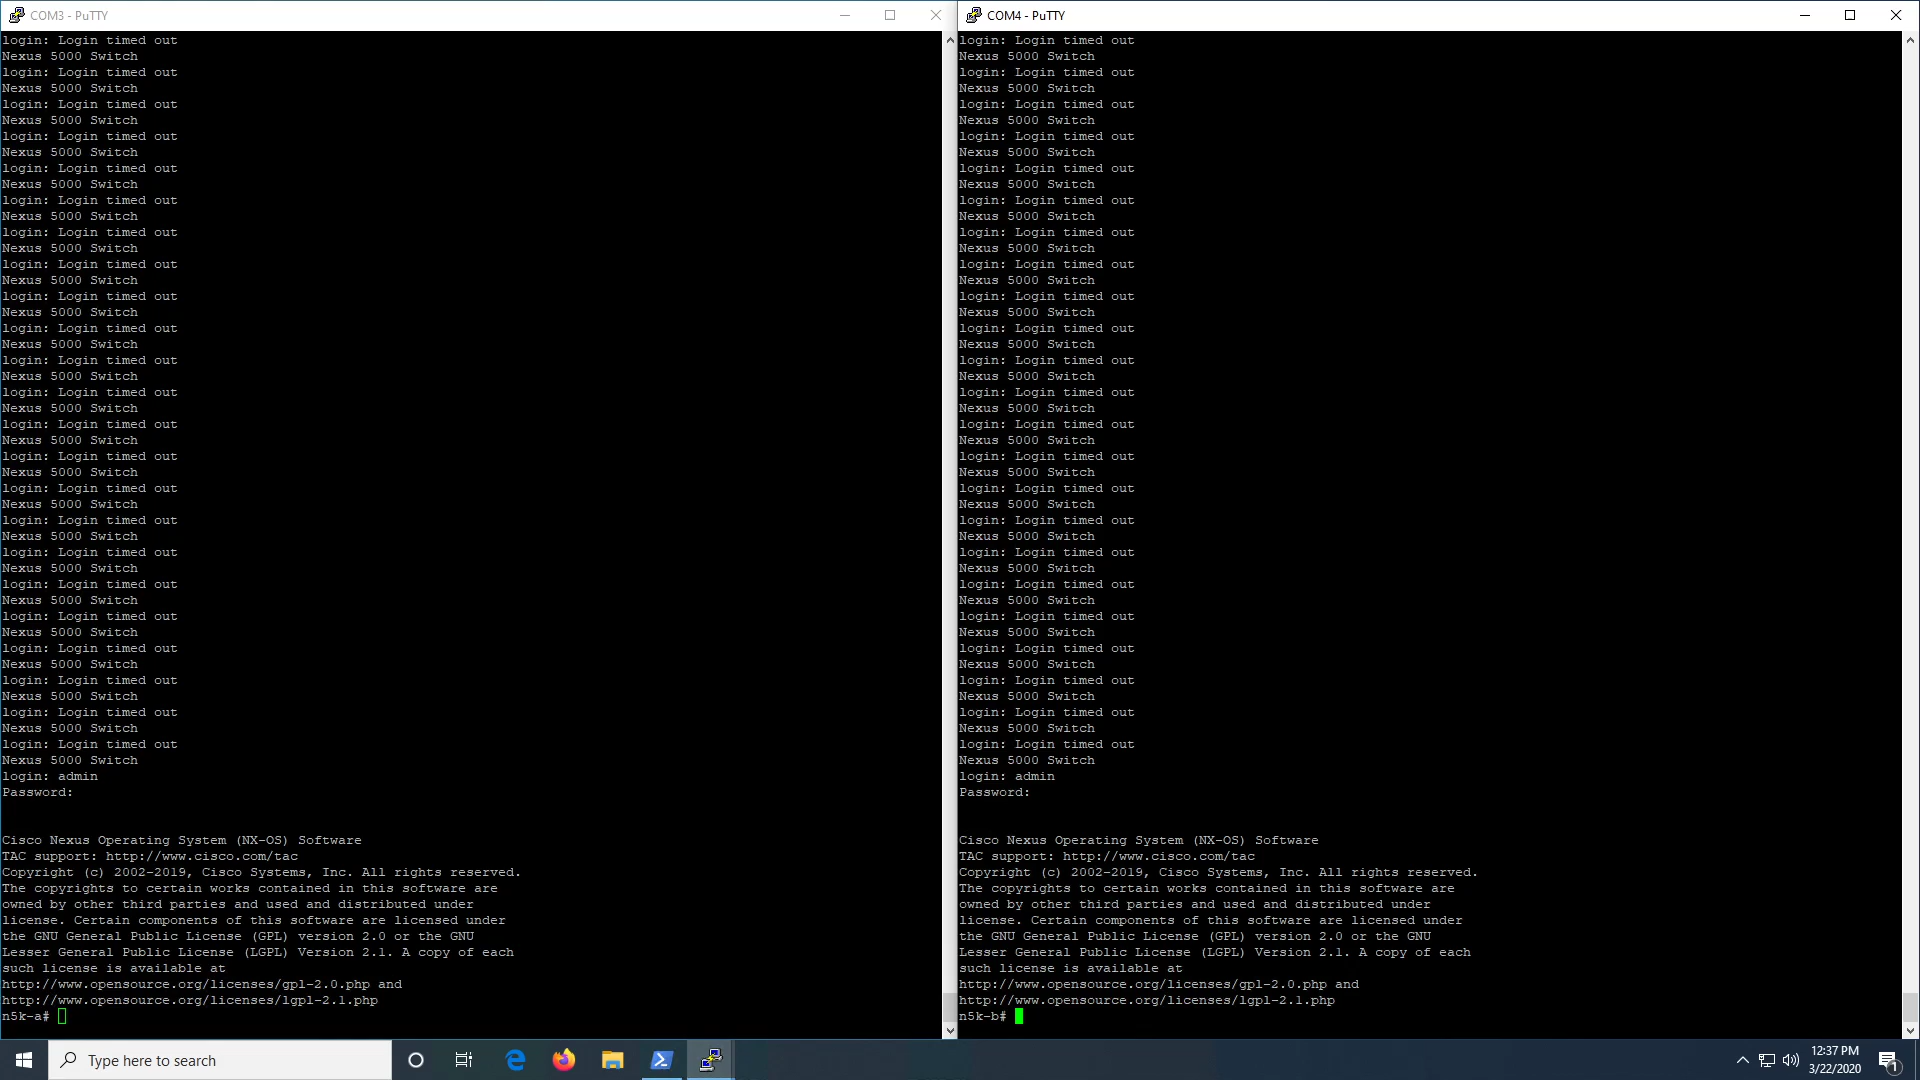 COM3 - PuTTY
login: Login timed out
Nexus 5000 Switch
login: Login timed out
Nexus 5000 Switch
login: Login timed out
Nexus 5000 Switch
login: Login timed out
Nexus 5000 Switch
login: Login timed out
Nexus 5000 Switch
login: Login timed out
Nexus 5000 Switch
login: Login timed out
Nexus 5000 Switch
login: Login timed out
Nexus 5000 Switch
login: Login timed out
Nexus 5000 Switch
login: Login timed out
Nexus 5000 Switch
login: Login timed out
Nexus 5000 Switch
login: Login timed out
Nexus 5000 Switch
login: Login timed out
Nexus 5000 Switch
login: Login timed out
Nexus 5000 Switch
login: Login timed out
Nexus 5000 Switch
login: Login timed out
Nexus 5000 Switch
login: Login timed out
Nexus 5000 Switch
login: Login timed out
Nexus 5000 Switch
login: Login timed out
Nexus 5000 Switch
login: Login timed out
Nexus 5000 Switch
login: Login timed out
Nexus 5000 Switch
login: Login timed out
Nexus 5000 Switch
login: Login timed out
Nexus 5000 Switch
login: admin
Password:
Cisco Nexus Operating System (NX-OS) Software
TAC support: http://www.cisco.com/tac
Copyright (c) 2002-2019, Cisco Systems, Inc. All rights reserved.
The copyrights to certain works contained in this software are
owned by other third parties and used and distributed under
license. Certain components of this software are licensed under
the GNU General Public License (GPL) version 2.0 or the GNU
Lesser General Public License (LGPL) Version 2.1. A copy of each
such license is available at
http://www.opensource.org/licenses/gpl-2.0.php and
http://www.opensource.org/licenses/lgpl-2.1.php
n5k-a#
COM4 - PuTTY
login: Login timed out
Nexus 5000 Switch
login: Login timed out
Nexus 5000 Switch
login: Login timed out
Nexus 5000 Switch
login: Login timed out
Nexus 5000 Switch
login: Login timed out
Nexus 5000 Switch
login: Login timed out
Nexus 5000 Switch
login: Login timed out
Nexus 5000 Switch
login: Login timed out
Nexus 5000 Switch
login: Login timed out
Nexus 5000 Switch
login: Login timed out
Nexus 5000 Switch
login: Login timed out
Nexus 5000 Switch
login: Login timed out
Nexus 5000 Switch
login: Login timed out
Nexus 5000 Switch
login: Login timed out
Nexus 5000 Switch
login: Login timed out
Nexus 5000 Switch
login: Login timed out
Nexus 5000 Switch
login: Login timed out
Nexus 5000 Switch
login: Login timed out
Nexus 5000 Switch
login: Login timed out
Nexus 5000 Switch
login: Login timed out
Nexus 5000 Switch
login: Login timed out
Nexus 5000 Switch
login: Login timed out
Nexus 5000 Switch
login: Login timed out
Nexus 5000 Switch
login: admin
Password:
Cisco Nexus Operating System (NX-OS) Software
TAC support: http://www.cisco.com/tac
Copyright (c) 2002-2019, Cisco Systems, Inc. All rights reserved.
The copyrights to certain works contained in this software are
owned by other third parties and used and distributed under
license. Certain components of this software are licensed under
the GNU General Public License (GPL) version 2.0 or the GNU
Lesser General Public License (LGPL) Version 2.1. A copy of each
such license is available at
http://www.opensource.org/licenses/gpl-2.0.php and
http://www.opensource.org/licenses/lgpl-2.1.php
n5k-b#
Type here to search
12:37 PM
3/22/2020
1